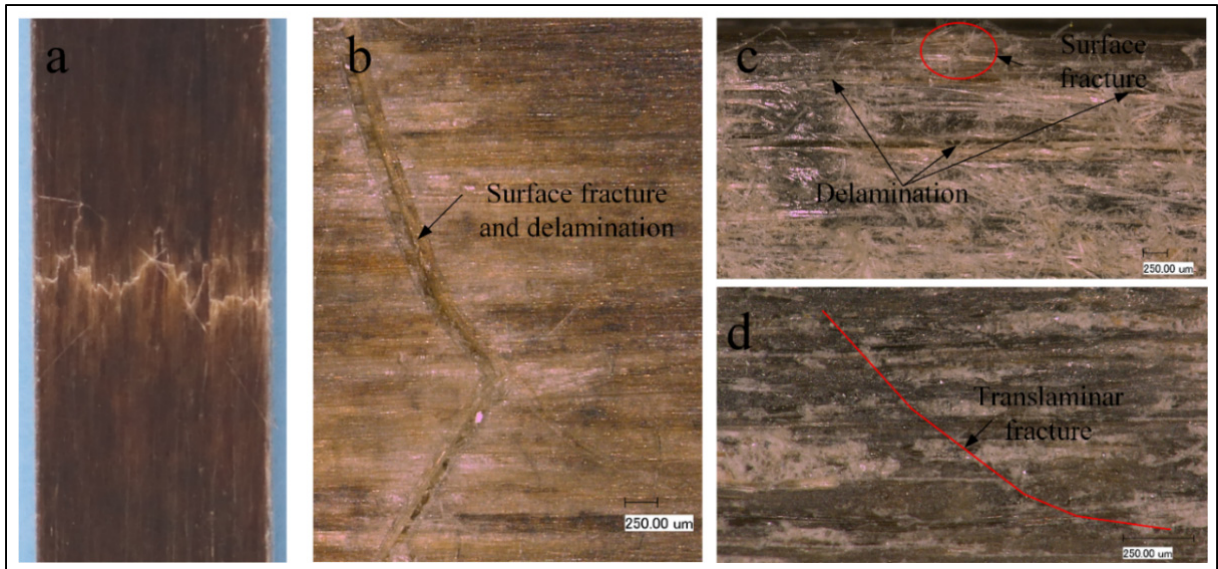 a
b
Surface fracture
and delamination
250.00 um
c
Surface
fracture
Delamination
250.00 um
d
Translaminar
fracture
250.00 um